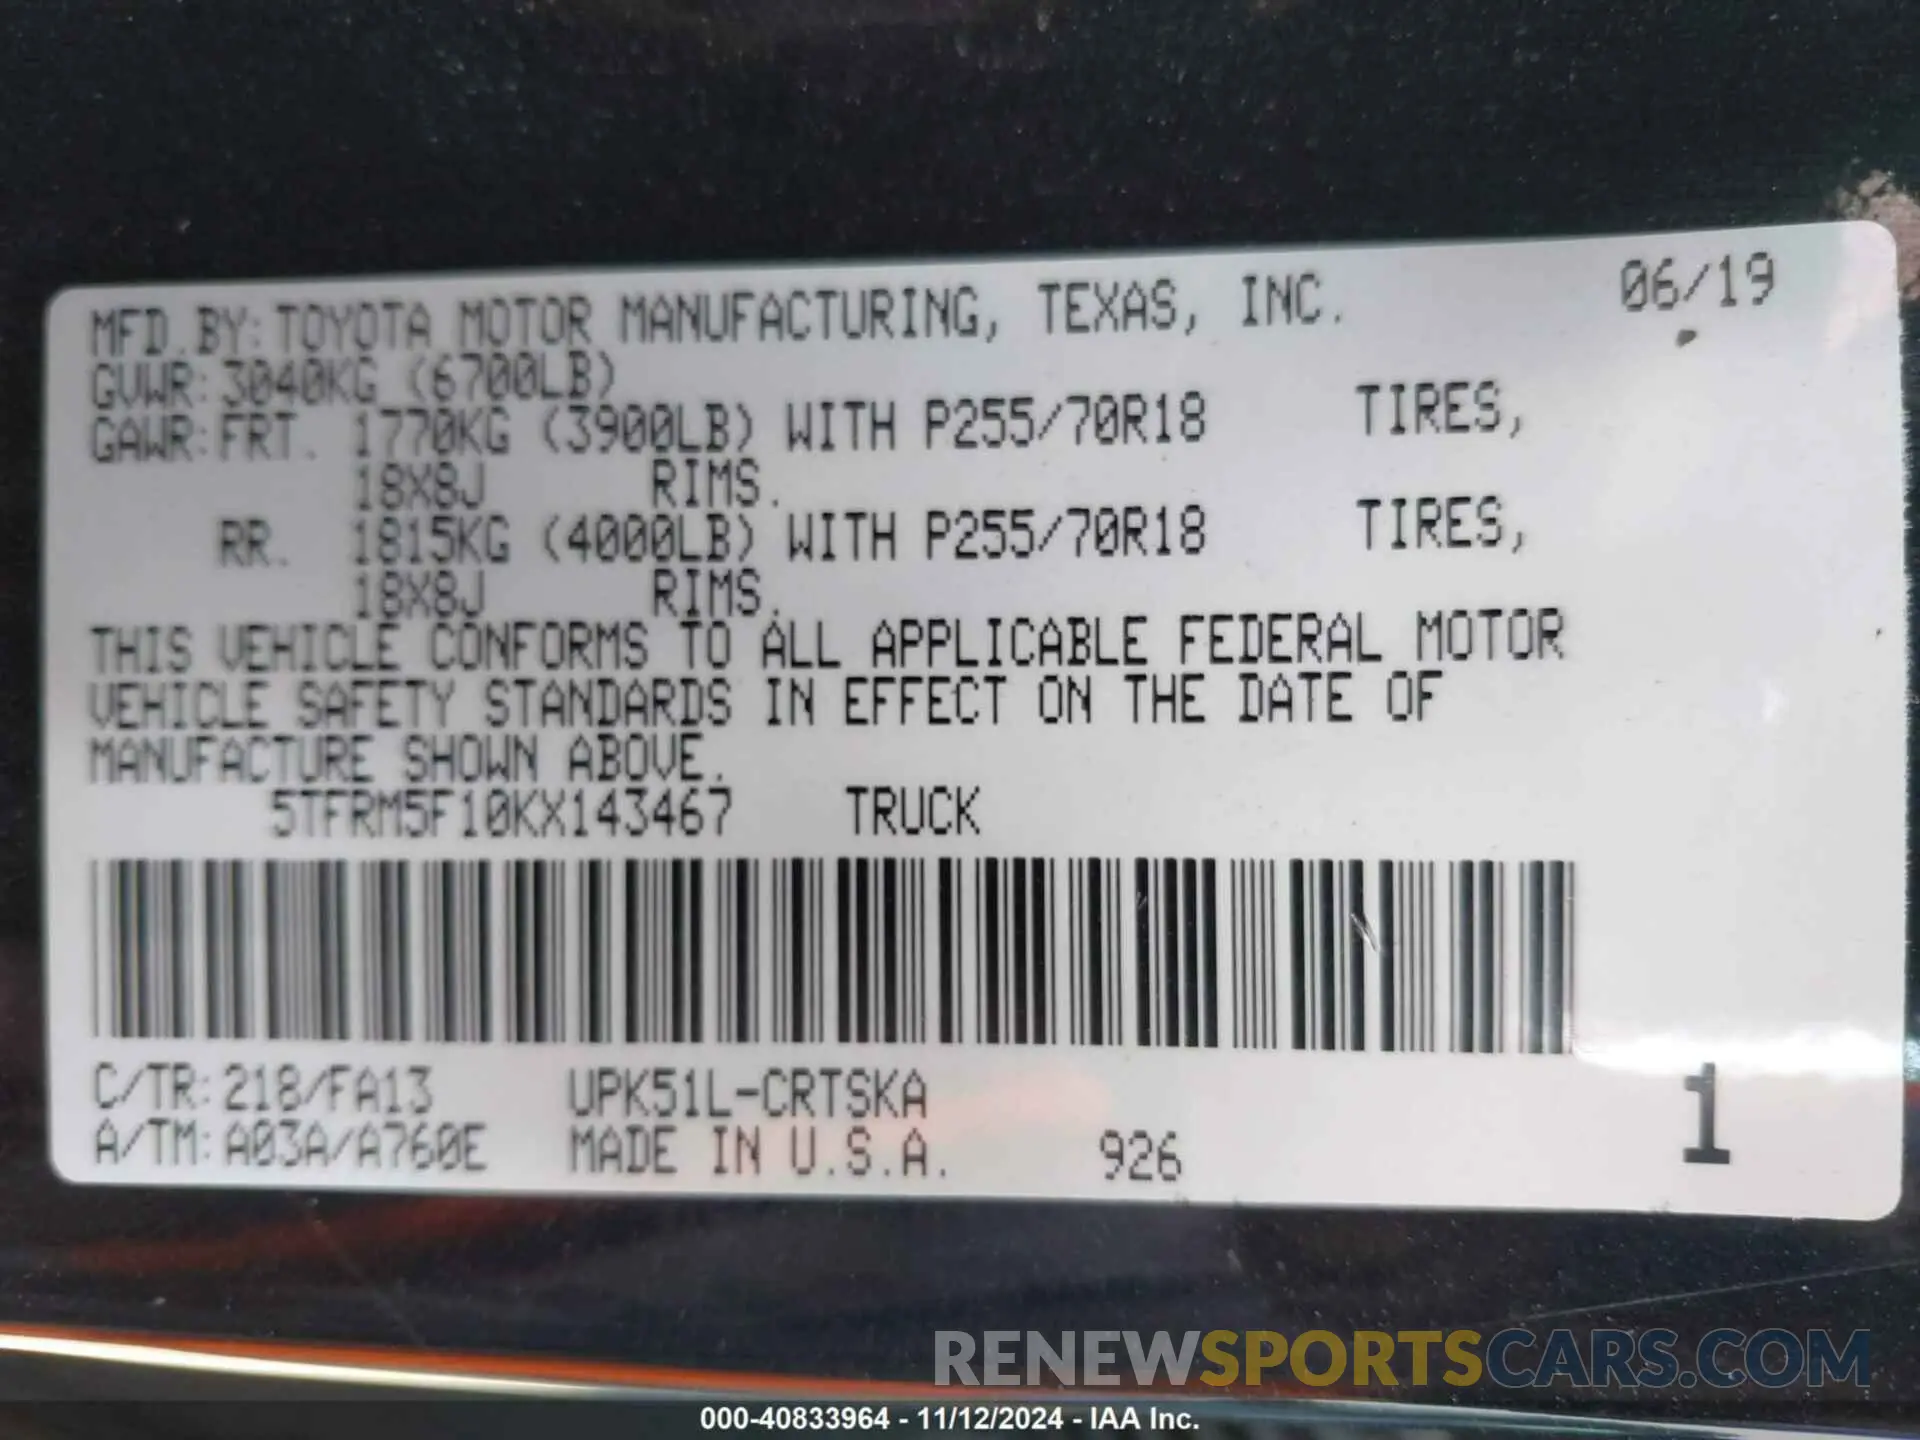 06/19
MFD.BY:TOYOTA MOTOR MANUFACTURING, TEXAS, INC.
GVWR:3040KG (6700LB)
GAWR:FRT. 1770KG (3900LB) WITH P255/70R18 TIRES,
18X8J RIMS.
RR. 1815KG (4000LB) WITH P255/70R18 TIRES,
18X8J RIMS.
THIS VEHICLE CONFORMS TO ALL APPLICABLE FEDERAL MOTOR
VEHICLE SAFETY STANDARDS IN EFFECT ON THE DATE OF
MANUFACTURE SHOWN ABOVE.
5TFRM5F10KX143467 TRUCK
C/TR:218/FA13 UPK51L-CRTSKA
A/TM:A03A/A760E MADE IN U.S.A. 926
1
RENEWSPORTSCARS.COM
000-40833964 - 11/12/2024 - IAA Inc.